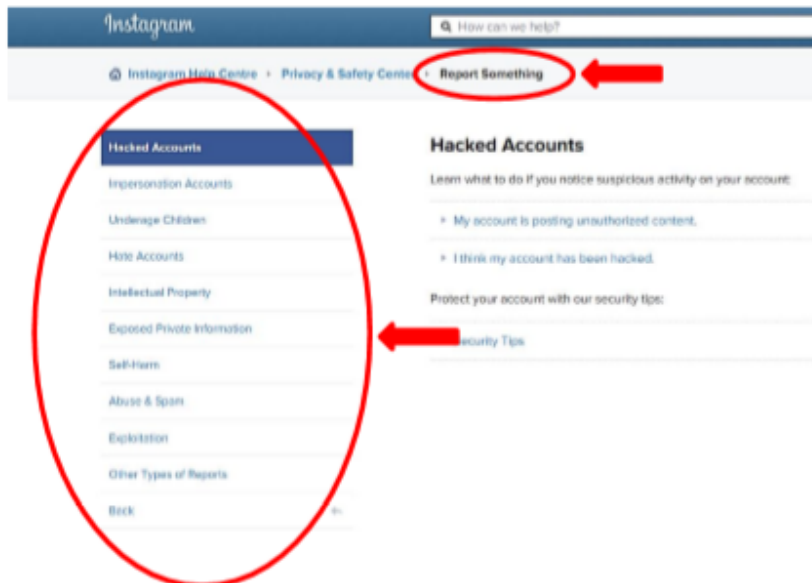 Instagram
How can we help?
Instagram Help Centre › Privacy & Safety Center › Report Something
Hacked Accounts
Impersonation Accounts
Underage Children
Hate Accounts
Intellectual Property
Exposed Private Information
Self-Harm
Abuse & Spam
Exploitation
Other Types of Reports
Back
Hacked Accounts
Learn what to do if you notice suspicious activity on your account:
My account is posting unauthorized content.
I think my account has been hacked.
Protect your account with our security tips:
Security Tips